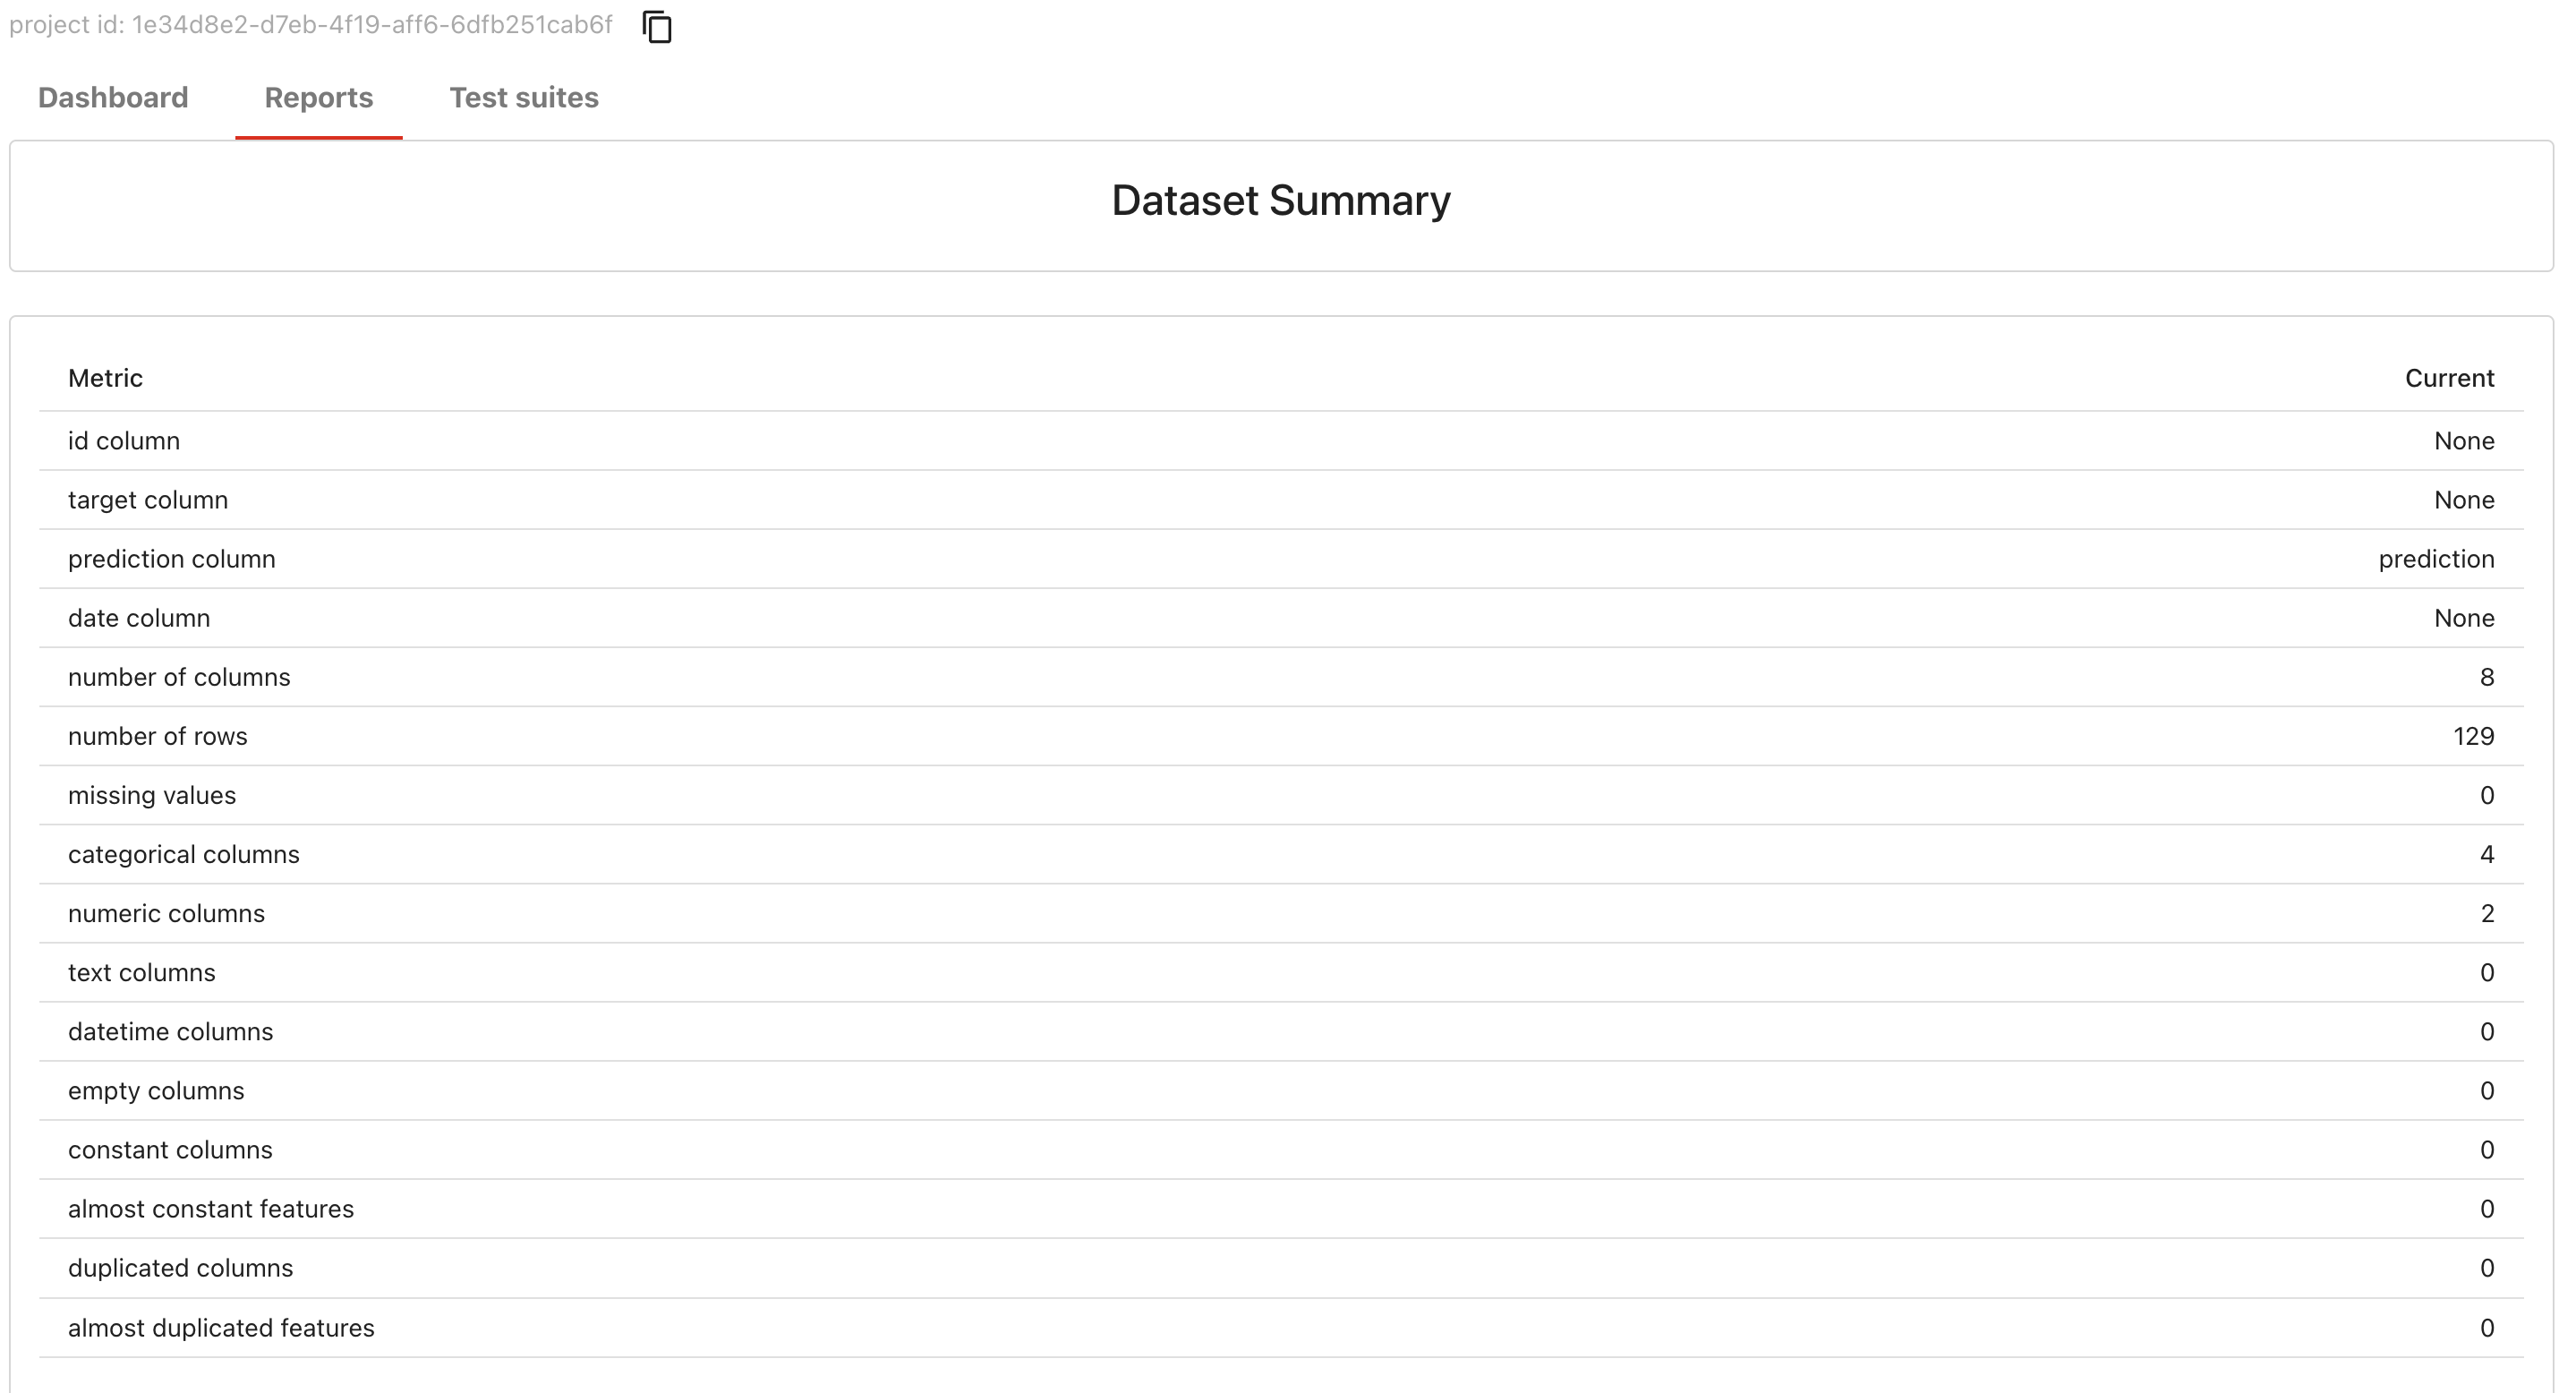 project id: 1e34d8e2-d7eb-4f19-aff6-6dfb251cab6f
Dashboard Reports Test suites
Dataset Summary
Metric Current
id column None
target column None
prediction column prediction
date column None
number of columns 8
number of rows 129
missing values 0
categorical columns 4
numeric columns 2
text columns 0
datetime columns 0
empty columns 0
constant columns 0
almost constant features 0
duplicated columns 0
almost duplicated features 0